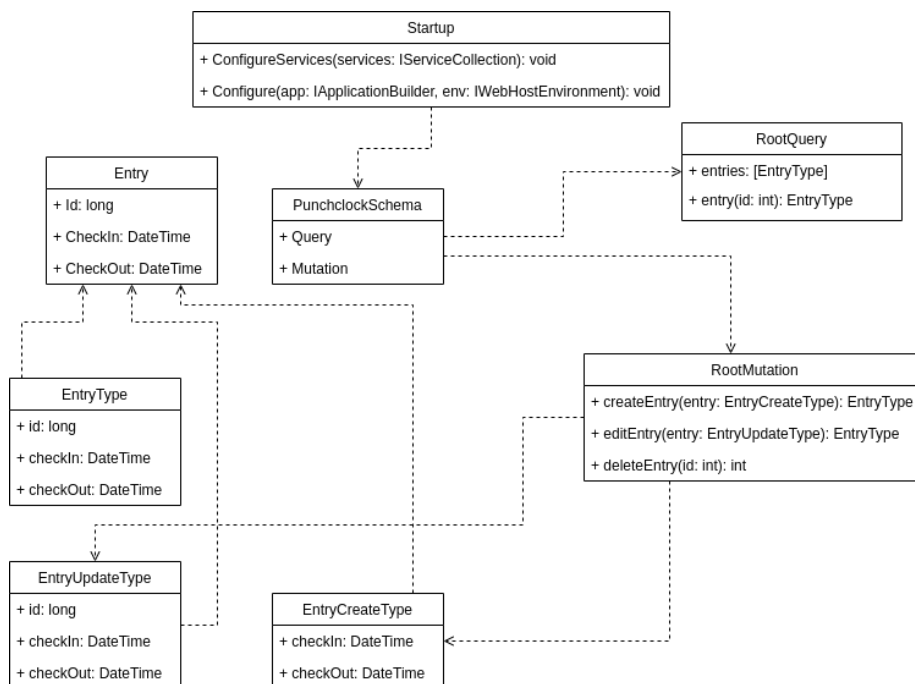 Startup
+ ConfigureServices(services: IServiceCollection): void
+ Configure(app: IApplicationBuilder, env: IWebHostEnvironment): void
RootQuery
+ entries: [EntryType]
+ entry(id: int): EntryType
Entry
+ Id: long
+ CheckIn: DateTime
+ CheckOut: DateTime
PunchclockSchema
+ Query
+ Mutation
RootMutation
+ createEntry(entry: EntryCreateType): EntryType
+ editEntry(entry: EntryUpdateType): EntryType
+ deleteEntry(id: int): int
EntryType
+ id: long
+ checkIn: DateTime
+ checkOut: DateTime
EntryUpdateType
+ id: long
+ checkIn: DateTime
+ checkOut: DateTime
EntryCreateType
+ checkIn: DateTime
+ checkOut: DateTime